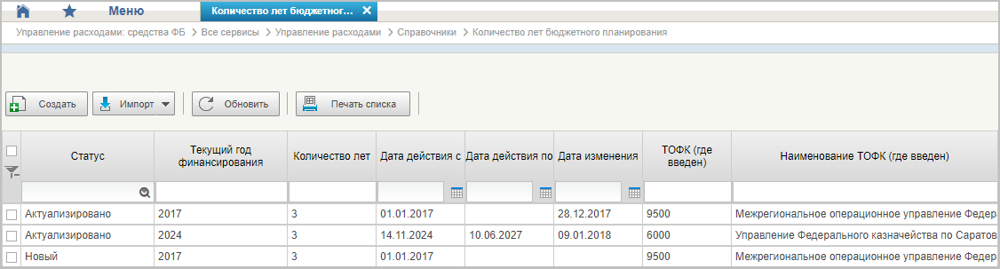 Меню Количество лет бюджетног...
Управление расходами: средства ФБ Все сервисы Управление расходами Справочники Количество лет бюджетного планирования
Создать Импорт Обновить Печать списка
Статус Текущий год финансирования Количество лет Дата действия с Дата действия по Дата изменения ТОФК (где введен) Наименование ТОФК (где введен)
Актуализировано 2017 3 01.01.2017 28.12.2017 9500 Межрегиональное операционное управление Федер
Актуализировано 2024 3 14.11.2024 10.06.2027 09.01.2018 6000 Управление Федерального казначейства по Саратов
Новый 2017 3 01.01.2017 9500 Межрегиональное операционное управление Федер